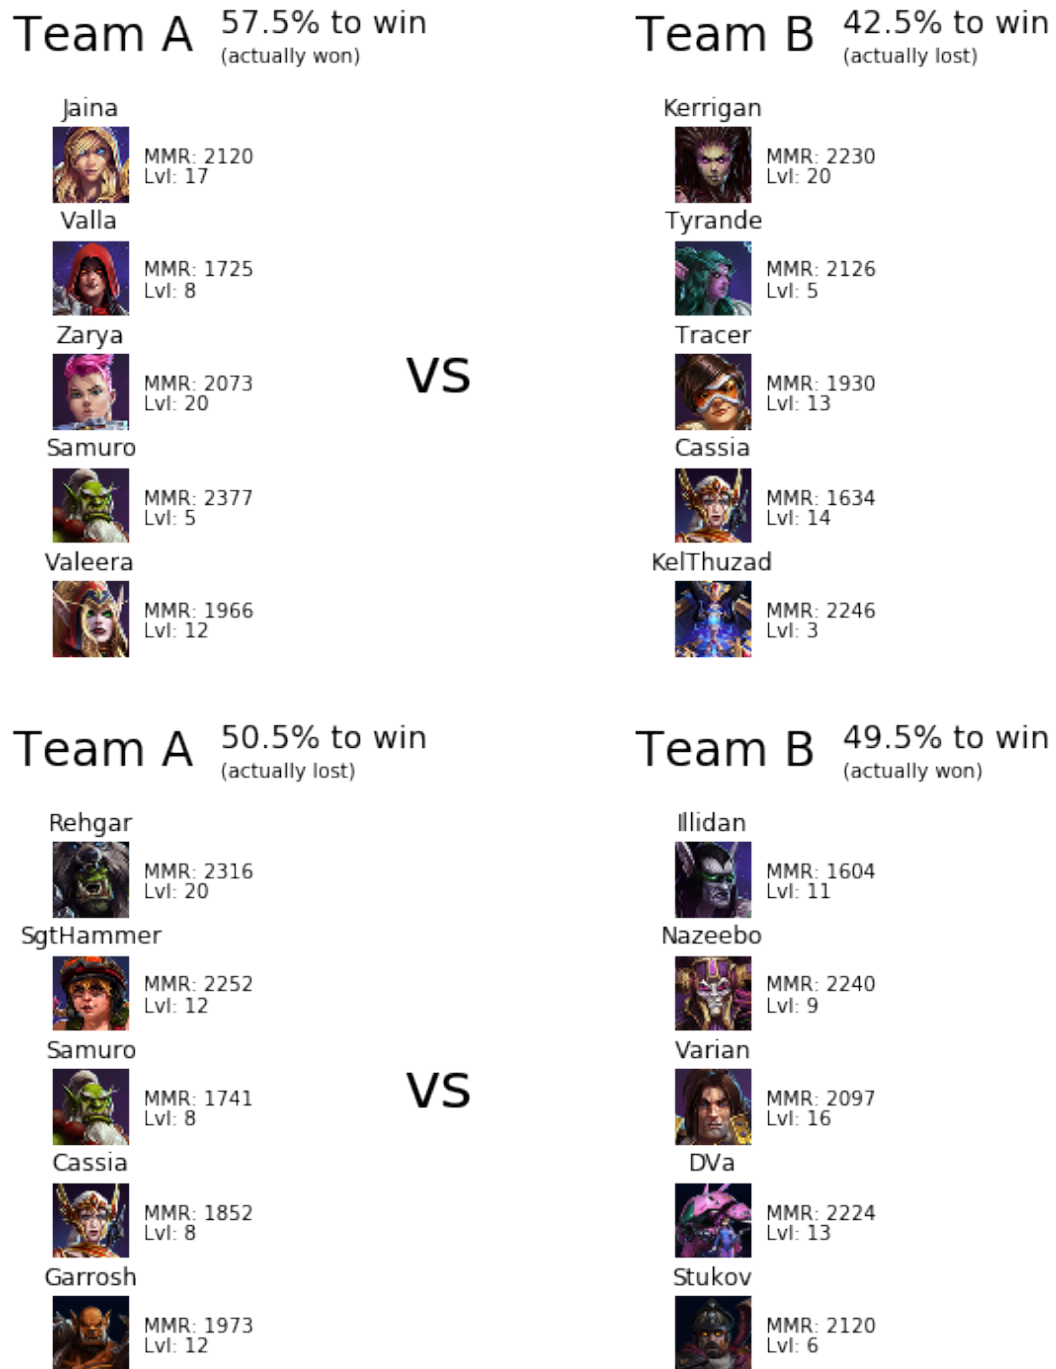 Team A 57.5% to win
(actually won)
Team B 42.5% to win
(actually lost)
Jaina
MMR: 2120
Lvl: 17
Valla
MMR: 1725
Lvl: 8
Zarya
MMR: 2073
Lvl: 20
Samuro
MMR: 2377
Lvl: 5
Valeera
MMR: 1966
Lvl: 12
vs
Kerrigan
MMR: 2230
Lvl: 20
Tyrande
MMR: 2126
Lvl: 5
Tracer
MMR: 1930
Lvl: 13
Cassia
MMR: 1634
Lvl: 14
KelThuzad
MMR: 2246
Lvl: 3
Team A 50.5% to win
(actually lost)
Team B 49.5% to win
(actually won)
Rehgar
MMR: 2316
Lvl: 20
SgtHammer
MMR: 2252
Lvl: 12
Samuro
MMR: 1741
Lvl: 8
Cassia
MMR: 1852
Lvl: 8
Garrosh
MMR: 1973
Lvl: 12
vs
Illidan
MMR: 1604
Lvl: 11
Nazeebo
MMR: 2240
Lvl: 9
Varian
MMR: 2097
Lvl: 16
DVa
MMR: 2224
Lvl: 13
Stukov
MMR: 2120
Lvl: 6